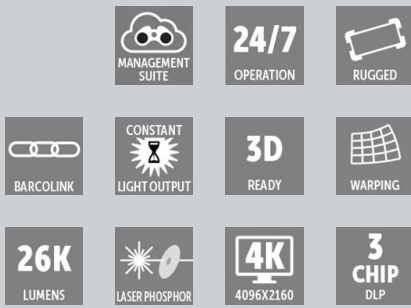 MANAGEMENT
SUITE
24/7
OPERATION
RUGGED
BARCOLINK
CONSTANT
LIGHT OUTPUT
3D
READY
WARPING
26K
LUMENS
LASER PHOSPHOR
4K
4096X2160
3
CHIP
DLP